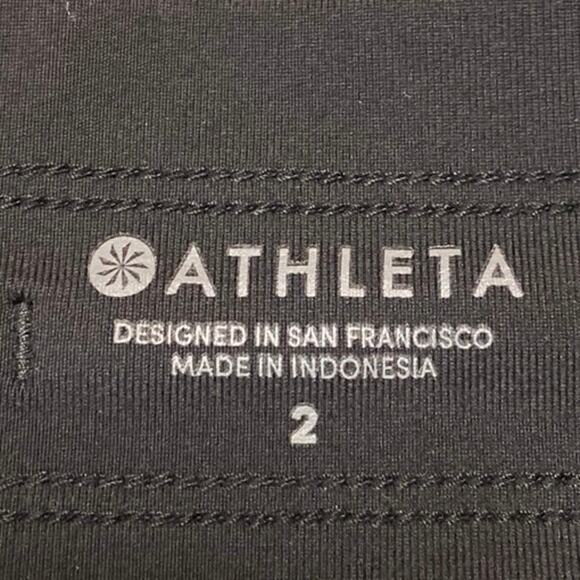 ATHLETA
DESIGNED IN SAN FRANCISCO
MADE IN INDONESIA
2